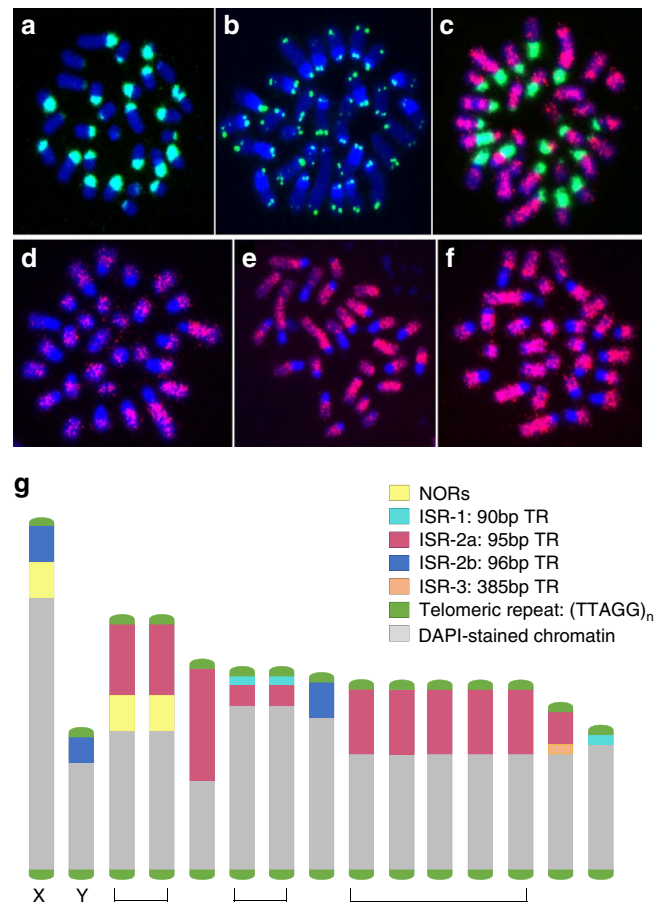 a
b
c
d
e
f
g
NORs
ISR-1: 90bp TR
ISR-2a: 95bp TR
ISR-2b: 96bp TR
ISR-3: 385bp TR
Telomeric repeat: (TTAGG)n
DAPI-stained chromatin
X Y